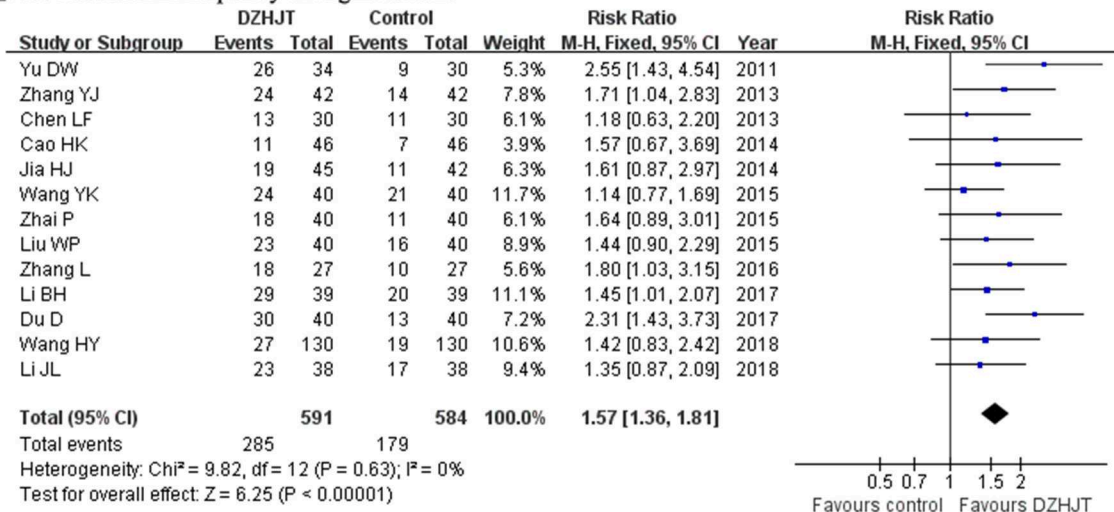 DZHJT Control Risk Ratio Risk Ratio
Study or Subgroup Events Total Events Total Weight M-H, Fixed, 95% CI Year M-H, Fixed, 95% CI
Yu DW 26 34 9 30 5.3% 2.55 [1.43, 4.54] 2011
Zhang YJ 24 42 14 42 7.8% 1.71 [1.04, 2.83] 2013
Chen LF 13 30 11 30 6.1% 1.18 [0.63, 2.20] 2013
Cao HK 11 46 7 46 3.9% 1.57 [0.67, 3.69] 2014
Jia HJ 19 45 11 42 6.3% 1.61 [0.87, 2.97] 2014
Wang YK 24 40 21 40 11.7% 1.14 [0.77, 1.69] 2015
Zhai P 18 40 11 40 6.1% 1.64 [0.89, 3.01] 2015
Liu WP 23 40 16 40 8.9% 1.44 [0.90, 2.29] 2015
Zhang L 18 27 10 27 5.6% 1.80 [1.03, 3.15] 2016
Li BH 29 39 20 39 11.1% 1.45 [1.01, 2.07] 2017
Du D 30 40 13 40 7.2% 2.31 [1.43, 3.73] 2017
Wang HY 27 130 19 130 10.6% 1.42 [0.83, 2.42] 2018
Li JL 23 38 17 38 9.4% 1.35 [0.87, 2.09] 2018
Total (95% CI) 591 584 100.0% 1.57 [1.36, 1.81]
Total events 285 179
Heterogeneity: Chi² = 9.82, df = 12 (P = 0.63); I² = 0%
Test for overall effect: Z = 6.25 (P < 0.00001)
0.5 0.7 1 1.5 2
Favours control Favours DZHJT